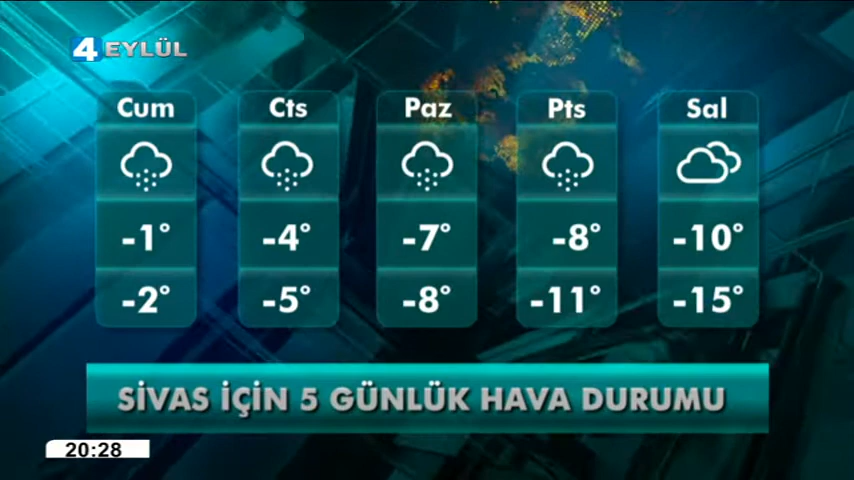 4 EYLÜL
Cum Cts Paz Pts Sal
-1° -4° -7° -8° -10°
-2° -5° -8° -11° -15°
SİVAS İÇİN 5 GÜNLÜK HAVA DURUMU
20:28